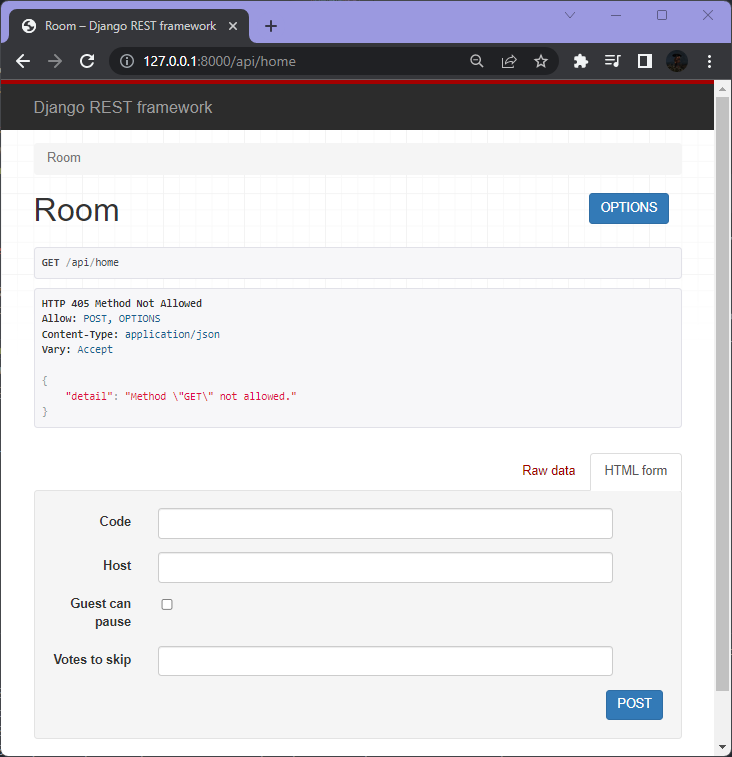 Room – Django REST framework
127.0.0.1:8000/api/home
Django REST framework
Room
Room
OPTIONS
GET /api/home
HTTP 405 Method Not Allowed
Allow: POST, OPTIONS
Content-Type: application/json
Vary: Accept
{
"detail": "Method \"GET\" not allowed."
}
Raw data
HTML form
Code
Host
Guest can
pause
Votes to skip
POST